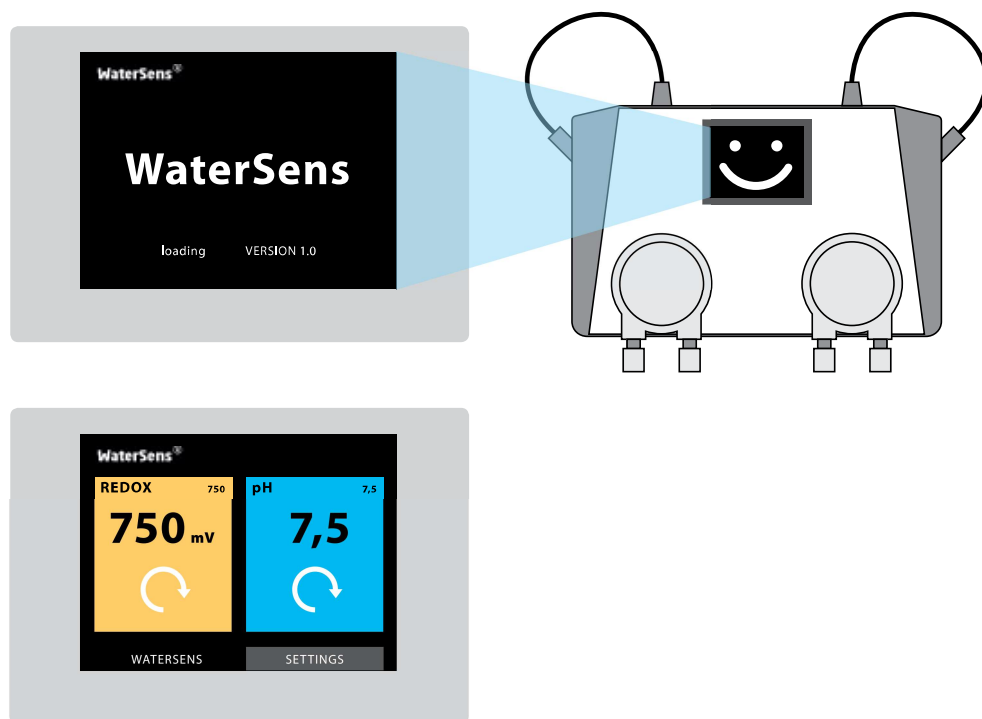 WaterSens®
WaterSens
loading VERSION 1.0
WaterSens®
REDOX 750 pH 7,5
750 mV 7,5
WATERSENS SETTINGS